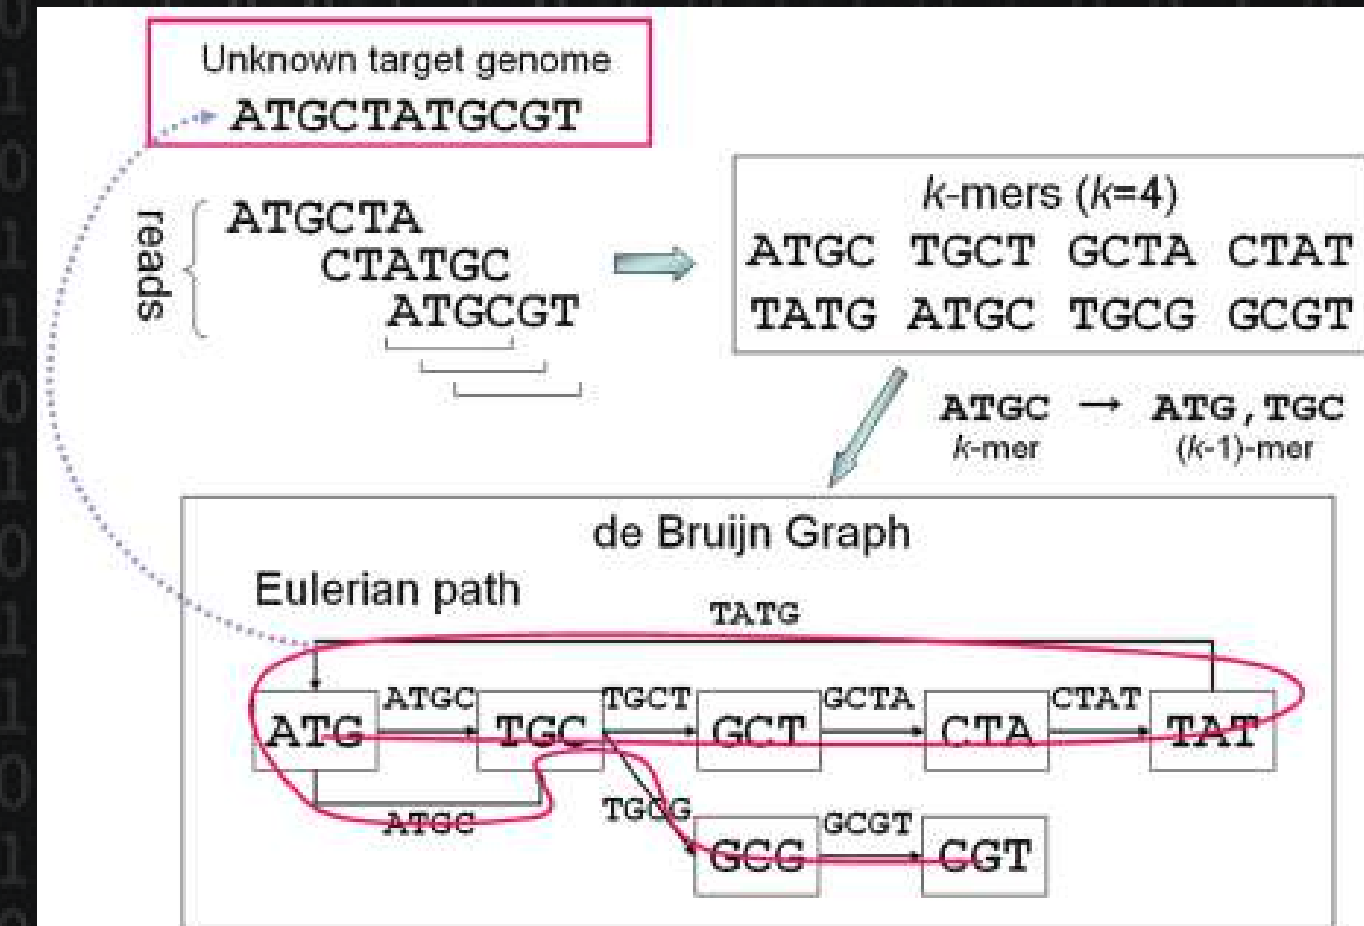 Unknown target genome
ATGCTATGCGT
reads
ATGCTA
CTATGC
ATGCGT
k-mers (k=4)
ATGC TGCT GCTA CTAT
TATG ATGC TGCG GCGT
ATGC → ATG,TGC
k-mer (k-1)-mer
de Bruijn Graph
Eulerian path
TATG
ATGC TGCT GCTA CTAT
ATG TGC GCT CTA TAT
ATGC TGCG GCGT
GCG CGT